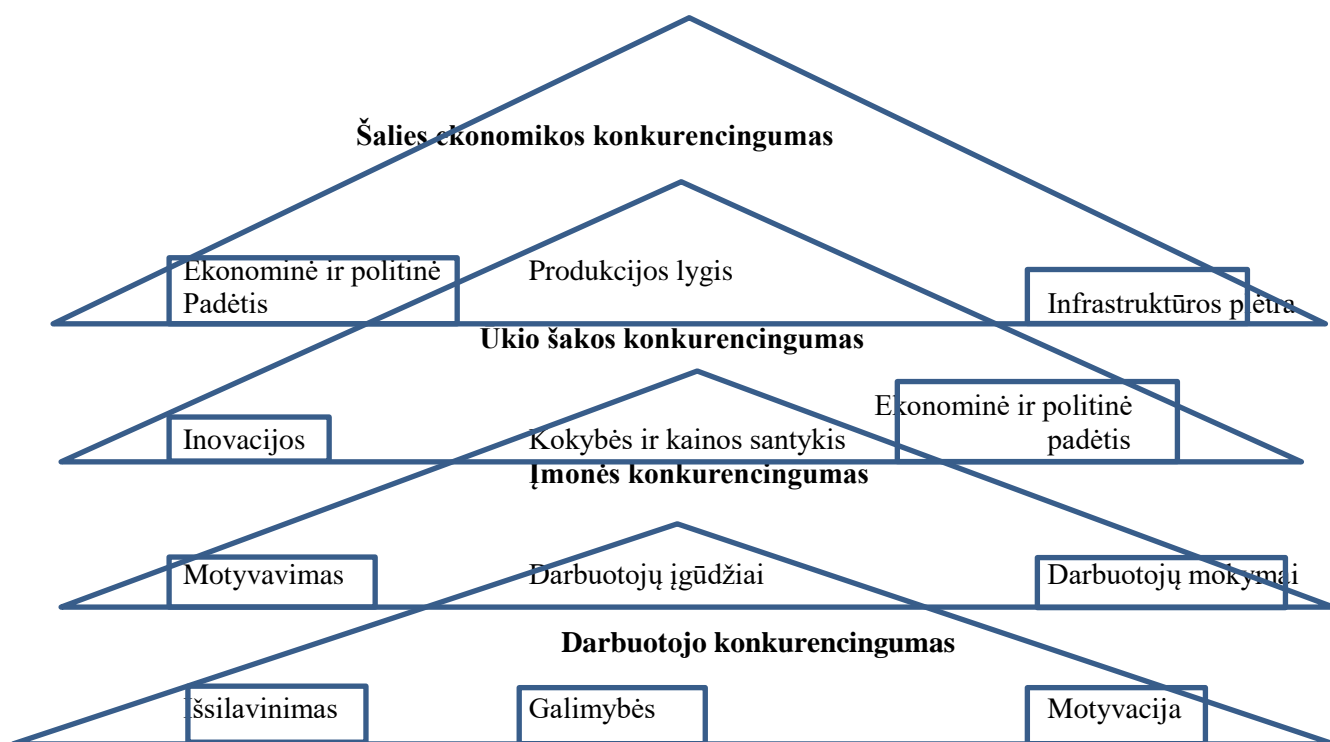 Šalies ekonomikos konkurencingumas
Ekonominė ir politinė
Padėtis
Produkcijos lygis
Infrastruktūros plėtra
Ūkio šakos konkurencingumas
Inovacijos
Kokybės ir kainos santykis
Ekonominė ir politinė
padėtis
Įmonės konkurencingumas
Motyvavimas
Darbuotojų įgūdžiai
Darbuotojų mokymai
Darbuotojo konkurencingumas
Išsilavinimas
Galimybės
Motyvacija